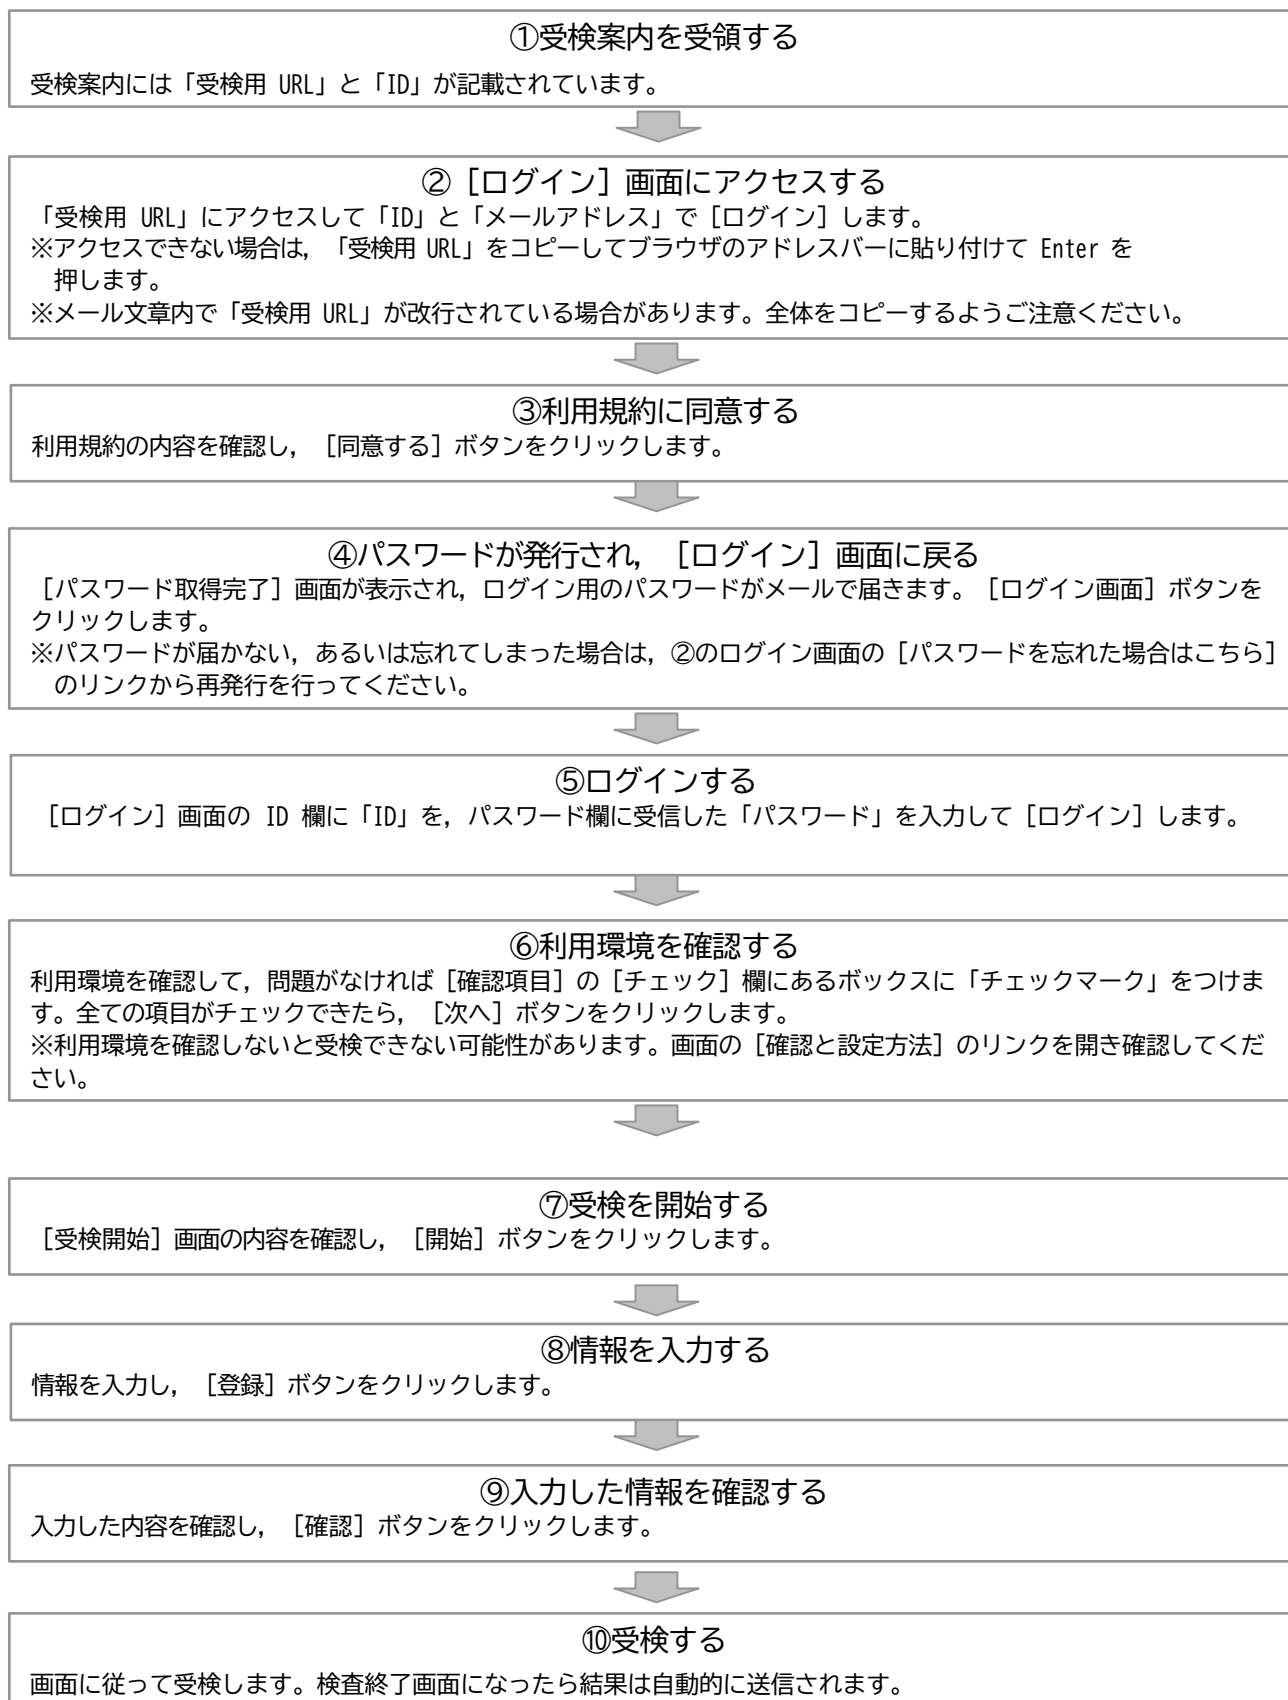 ①受検案内を受領する
受検案内には「受検用 URL」と「ID」が記載されています。
②［ログイン］画面にアクセスする
「受検用 URL」にアクセスして「ID」と「メールアドレス」で［ログイン］します。
※アクセスできない場合は，「受検用 URL」をコピーしてブラウザのアドレスバーに貼り付けて Enter を
押します。
※メール文章内で「受検用 URL」が改行されている場合があります。全体をコピーするようご注意ください。
③利用規約に同意する
利用規約の内容を確認し，［同意する］ボタンをクリックします。
④パスワードが発行され，［ログイン］画面に戻る
［パスワード取得完了］画面が表示され，ログイン用のパスワードがメールで届きます。［ログイン画面］ボタンを
クリックします。
※パスワードが届かない，あるいは忘れてしまった場合は，②のログイン画面の［パスワードを忘れた場合はこちら］
のリンクから再発行を行ってください。
⑤ログインする
［ログイン］画面の ID 欄に「ID」を，パスワード欄に受信した「パスワード」を入力して［ログイン］します。
⑥利用環境を確認する
利用環境を確認して，問題がなければ［確認項目］の［チェック］欄にあるボックスに「チェックマーク」をつけま
す。全ての項目がチェックできたら，［次へ］ボタンをクリックします。
※利用環境を確認しないと受検できない可能性があります。画面の［確認と設定方法］のリンクを開き確認してくだ
さい。
⑦受検を開始する
［受検開始］画面の内容を確認し，［開始］ボタンをクリックします。
⑧情報を入力する
情報を入力し，［登録］ボタンをクリックします。
⑨入力した情報を確認する
入力した内容を確認し，［確認］ボタンをクリックします。
⑩受検する
画面に従って受検します。検査終了画面になったら結果は自動的に送信されます。